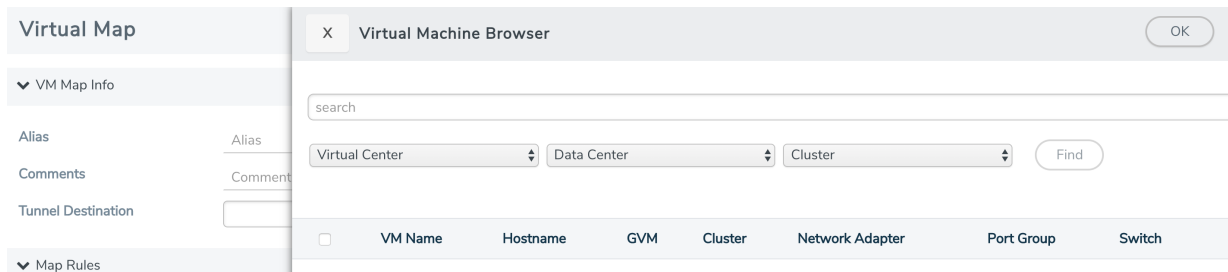 Virtual Map
VM Map Info
Alias
Alias
Comments
Comment
Tunnel Destination
Map Rules
X Virtual Machine Browser OK
search
Virtual Center Data Center Cluster Find
VM Name Hostname GVM Cluster Network Adapter Port Group Switch